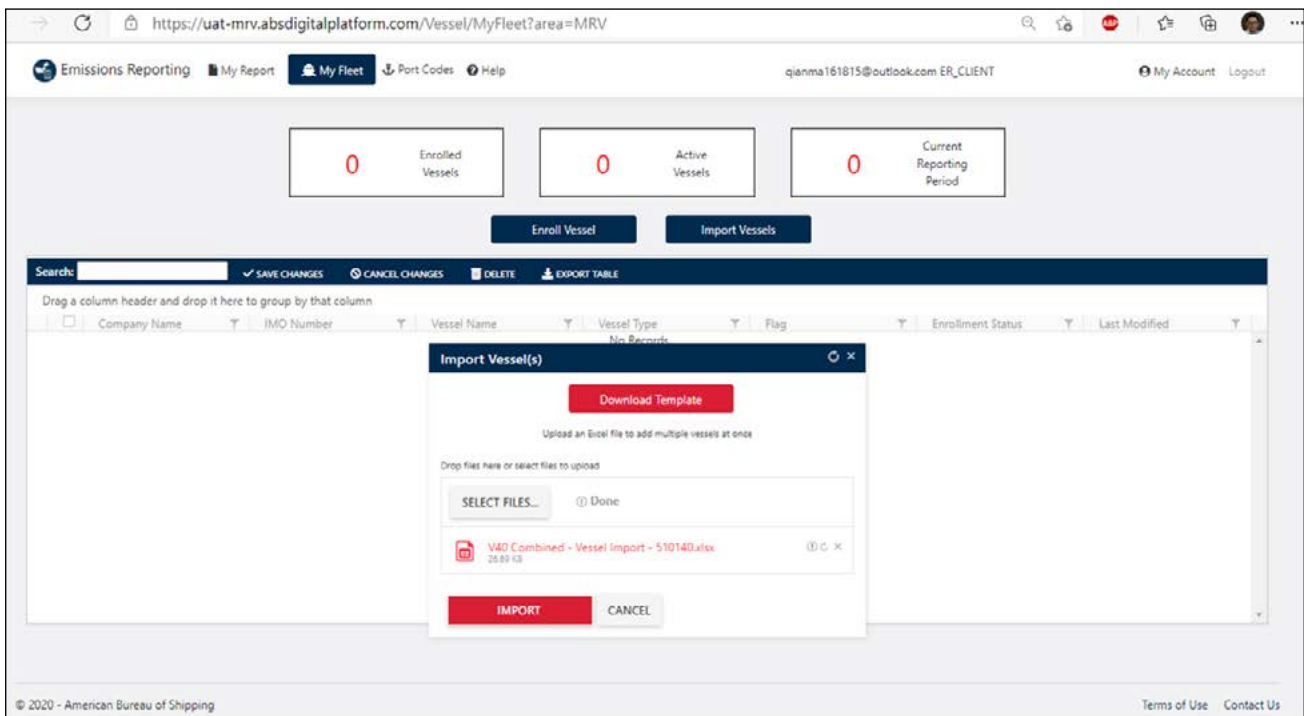 https://uat-mrv.absdigitalplatform.com/Vessel/MyFleet?area=MRV
ABP
Emissions Reporting My Report My Fleet Port Codes Help qianma161815@outlook.com ER_CLIENT My Account Logout
0 Enrolled Vessels
0 Active Vessels
0 Current Reporting Period
Enroll Vessel Import Vessels
Search: SAVE CHANGES CANCEL CHANGES DELETE EXPORT TABLE
Drag a column header and drop it here to group by that column
Company Name IMO Number Vessel Name Vessel Type Flag Enrollment Status Last Modified
No Records
Import Vessel(s)
Download Template
Upload an Excel file to add multiple vessels at once
Drop files here or select files to upload
SELECT FILES... Done
V40 Combined - Vessel Import - 510140.xlsx
26.89 KB
IMPORT CANCEL
© 2020 - American Bureau of Shipping Terms of Use Contact Us